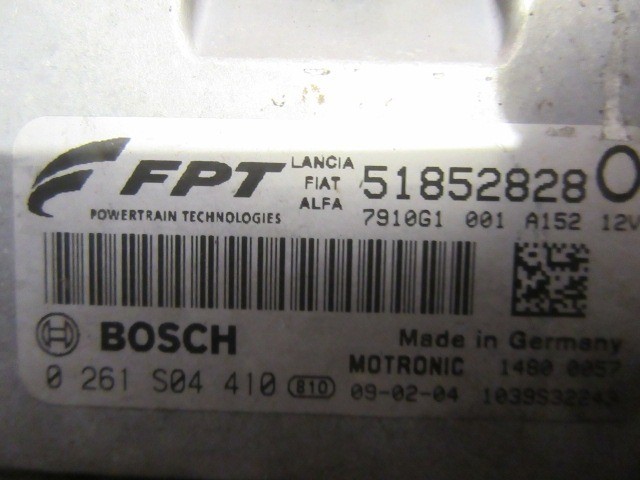 FPT
POWERTRAIN TECHNOLOGIES
LANCIA
FIAT
ALFA
51852828 0
7910G1 001 A152 12V
BOSCH
Made in Germany
MOTRONIC 1480 0057
0 261 S04 410 810 09-02-04